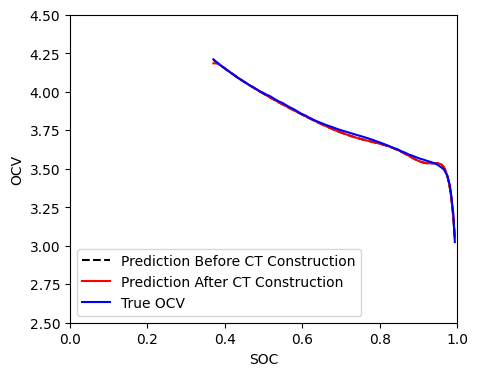 4.50
4.25
4.00
3.75
3.50
3.25
3.00
2.75
2.50
OCV
Prediction Before CT Construction
Prediction After CT Construction
True OCV
0.0 0.2 0.4 0.6 0.8 1.0
SOC